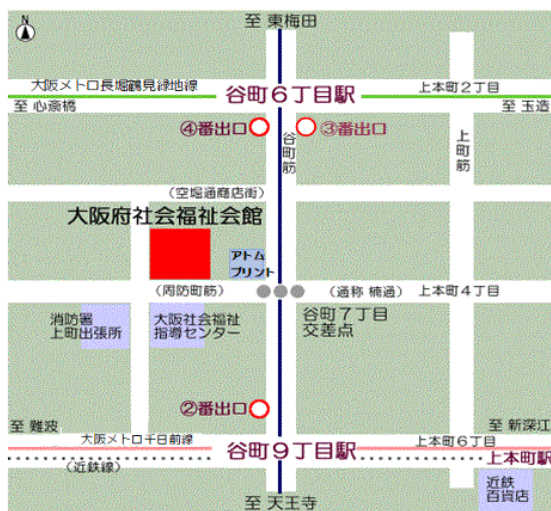 N
至 東梅田
大阪メトロ長堀鶴見緑地線
谷町6丁目駅
上本町2丁目
至 心斎橋
至 玉造
④番出口
③番出口
谷町筋
上町筋
(空堀通商店街)
大阪府社会福祉会館
アトム
プリント
(周防町筋)
(通称 楠通)
上本町4丁目
消防署
上町出張所
大阪社会福祉
指導センター
谷町7丁目
交差点
②番出口
至 難波
至 新深江
大阪メトロ千日前線
谷町9丁目駅
上本町6丁目
(近鉄線)
上本町駅
近鉄
百貨店
至 天王寺